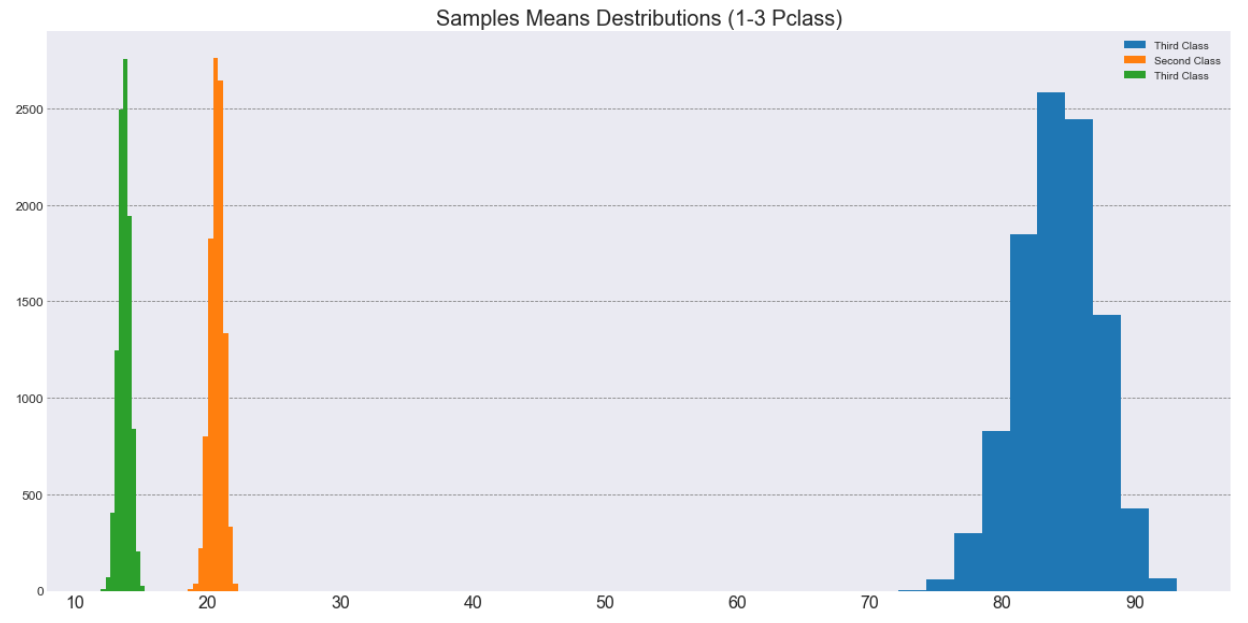 Samples Means Destributions (1-3 Pclass)
Third Class
Second Class
Third Class
2500
2000
1500
1000
500
0
10 20 30 40 50 60 70 80 90